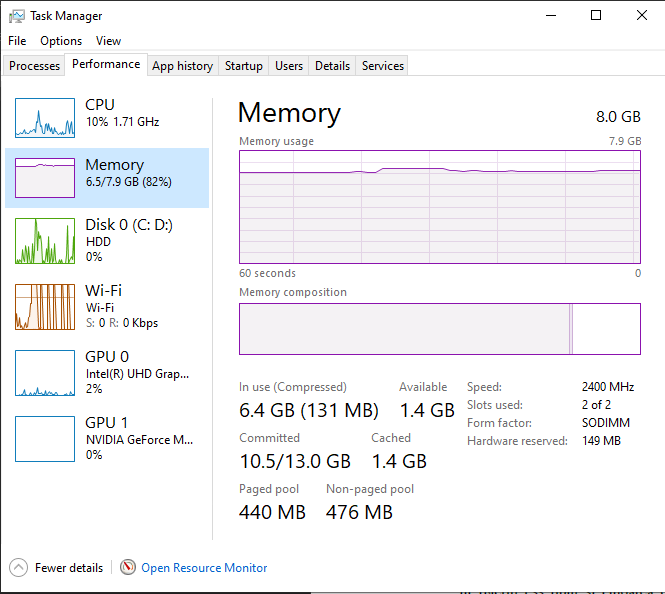 Task Manager
File Options View
Processes Performance App history Startup Users Details Services
CPU
10% 1.71 GHz
Memory
6.5/7.9 GB (82%)
Disk 0 (C: D:)
HDD
0%
Wi-Fi
Wi-Fi
S: 0 R: 0 Kbps
GPU 0
Intel(R) UHD Grap...
2%
GPU 1
NVIDIA GeForce M...
0%
Memory 8.0 GB
Memory usage 7.9 GB
60 seconds 0
Memory composition
In use (Compressed) Available
6.4 GB (131 MB) 1.4 GB
Committed Cached
10.5/13.0 GB 1.4 GB
Paged pool Non-paged pool
440 MB 476 MB
Speed: 2400 MHz
Slots used: 2 of 2
Form factor: SODIMM
Hardware reserved: 149 MB
Fewer details Open Resource Monitor